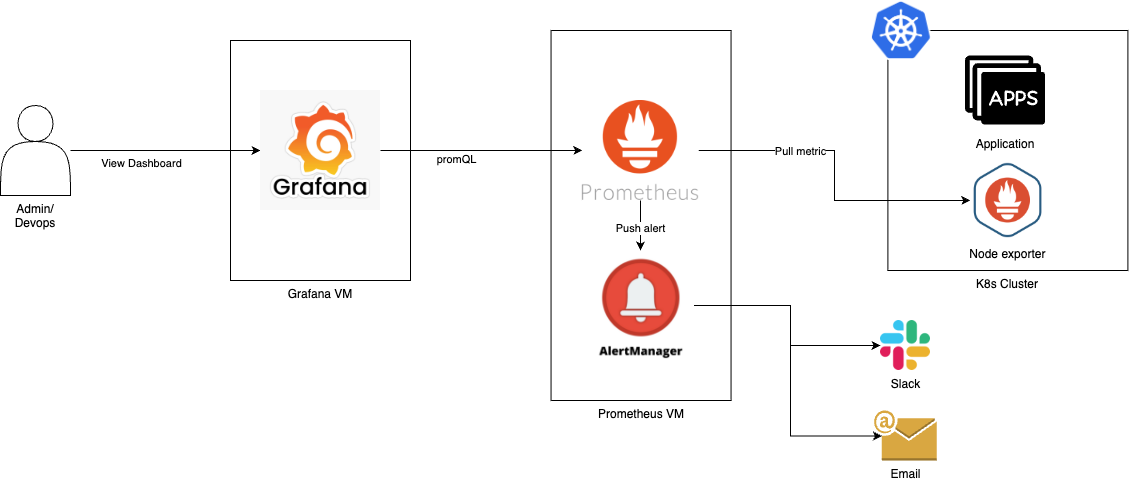 Admin/
Devops
View Dashboard
Grafana
Grafana VM
promQL
Prometheus
Push alert
AlertManager
Prometheus VM
Pull metric
APPS
Application
Node exporter
K8s Cluster
Slack
@
Email